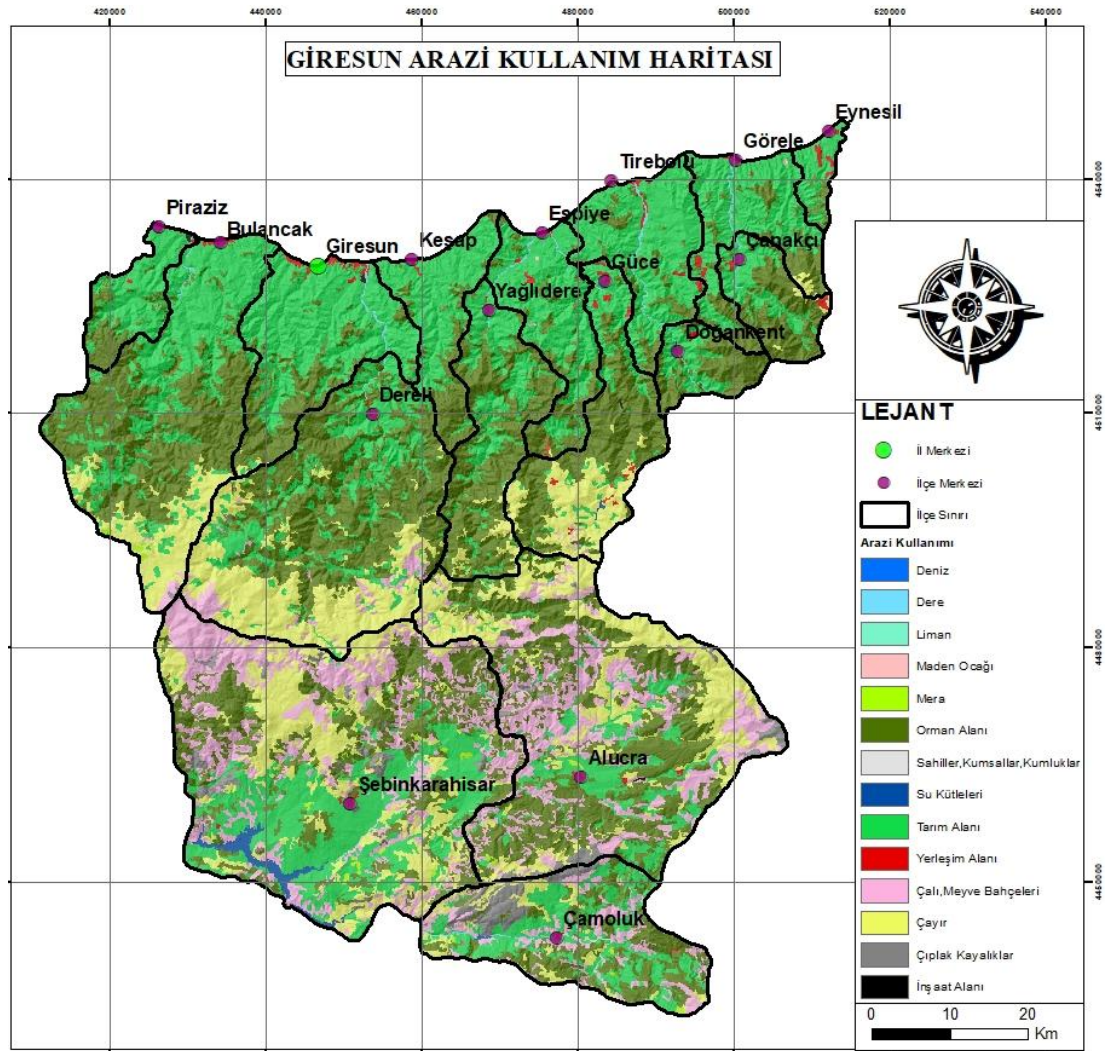 420000 440000 460000 480000 500000 520000 540000
GİRESUN ARAZİ KULLANIM HARİTASI
Eynesil
Görele
Tirebolu
Piraziz
Bulancak
Giresun
Keşap
Espiye
Çanakçı
Güce
Yağlıdere
Doğankent
Dereli
Alucra
Şebinkarahisar
Çamoluk
LEJANT
İl Merkezi
İlçe Merkezi
İlçe Sınırı
Arazi Kullanımı
Deniz
Dere
Liman
Maden Ocağı
Mera
Orman Alanı
Sahiller,Kumsallar,Kumluklar
Su Kütleleri
Tarım Alanı
Yerleşim Alanı
Çalı,Meyve Bahçeleri
Çayır
Çıplak Kayalıklar
İnşaat Alanı
0 10 20
Km